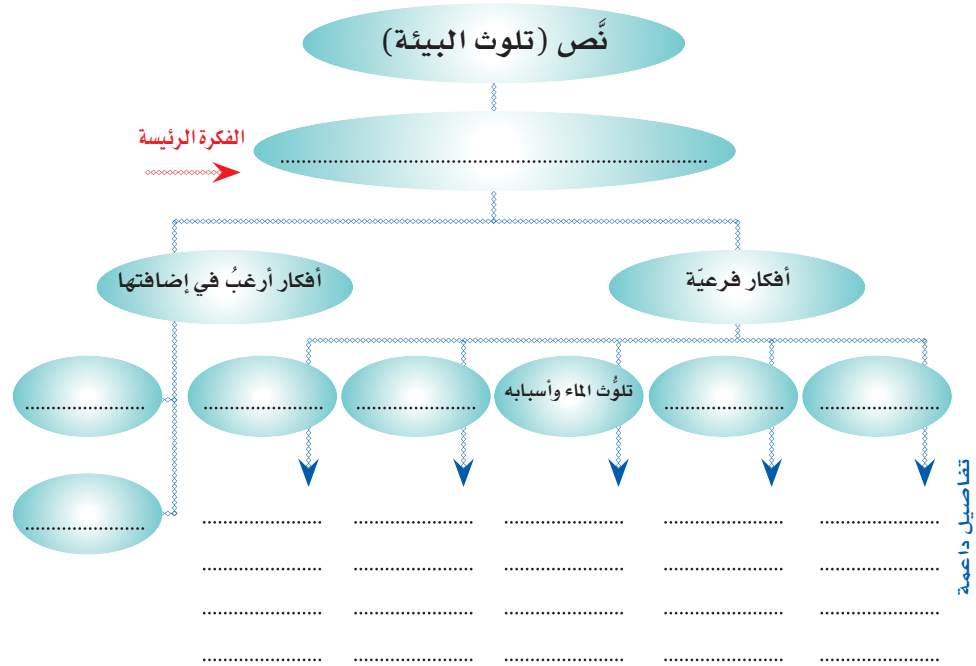 نَّص (تلوث البيئة)
الفكرة الرئيسة
................................................
أفكار فرعيّة
أفكار أرغبُ في إضافتها
..............................
..............................
تلوُّث الماء وأسبابه
..............................
..............................
..............................
..............................
تفاصيل داعمة